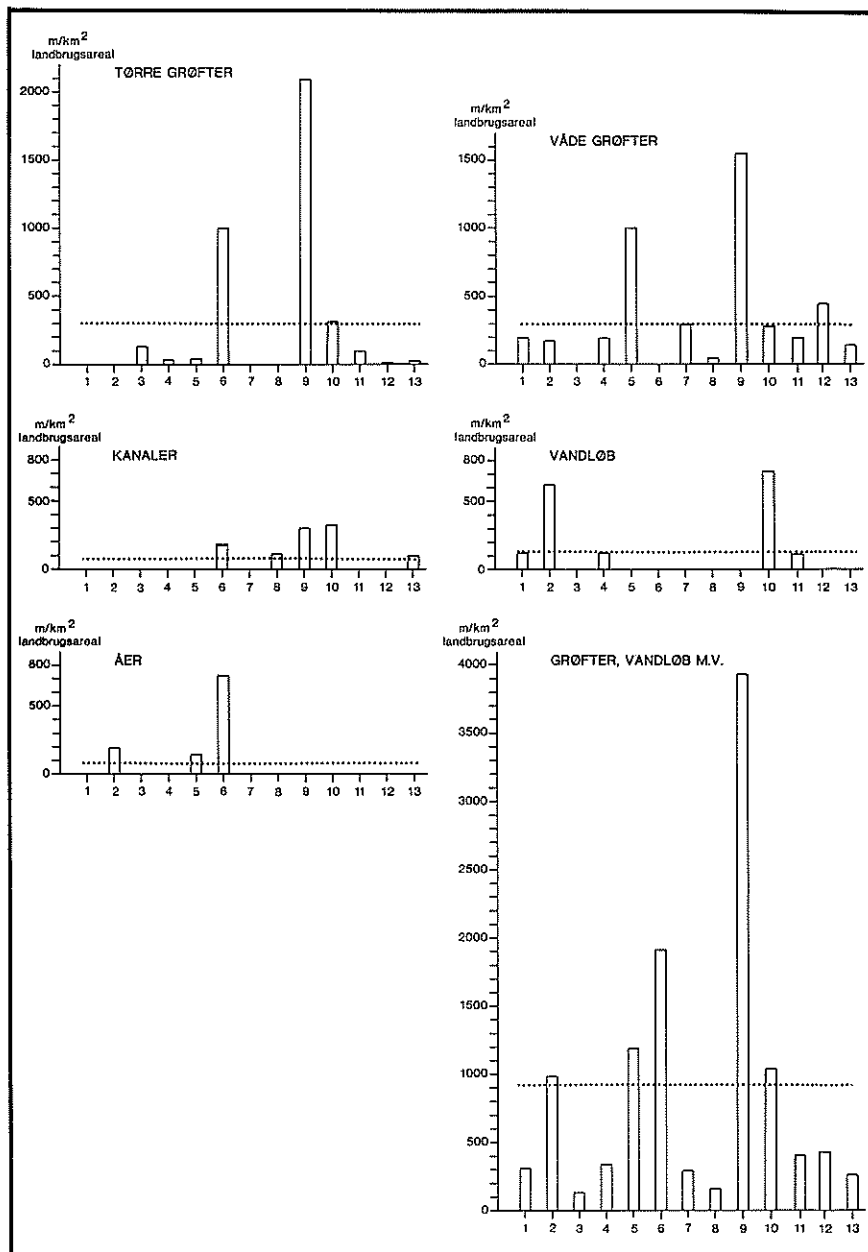 m/km²
landbrugsareal
TØRRE GRØFTER
2000
1500
1000
500
0
1 2 3 4 5 6 7 8 9 10 11 12 13
m/km²
landbrugsareal
VÅDE GRØFTER
1500
1000
500
0
1 2 3 4 5 6 7 8 9 10 11 12 13
m/km²
landbrugsareal
KANALER
800
500
0
1 2 3 4 5 6 7 8 9 10 11 12 13
m/km²
landbrugsareal
VANDLØB
800
500
0
1 2 3 4 5 6 7 8 9 10 11 12 13
m/km²
landbrugsareal
ÅER
800
500
0
1 2 3 4 5 6 7 8 9 10 11 12 13
m/km²
landbrugsareal
GRØFTER, VANDLØB M.V.
4000
3500
3000
2500
2000
1500
1000
500
0
1 2 3 4 5 6 7 8 9 10 11 12 13